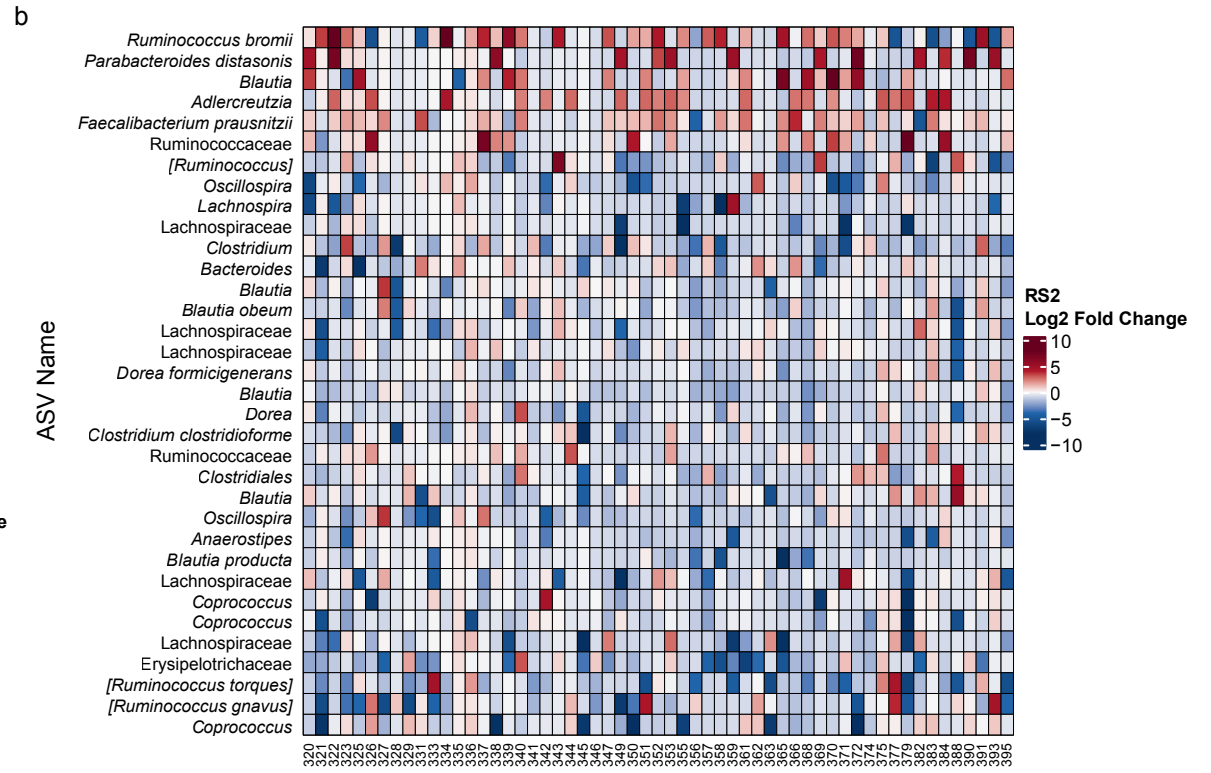 b
Ruminococcus bromii
Parabacteroides distasonis
Blautia
Adlercreutzia
Faecalibacterium prausnitzii
Ruminococcaceae
[Ruminococcus]
Oscillospira
Lachnospira
Lachnospiraceae
Clostridium
Bacteroides
Blautia
Blautia obeum
Lachnospiraceae
Lachnospiraceae
Dorea formicigenerans
Blautia
Dorea
Clostridium clostridioforme
Ruminococcaceae
Clostridiales
Blautia
Oscillospira
Anaerostipes
Blautia producta
Lachnospiraceae
Coprococcus
Coprococcus
Lachnospiraceae
Erysipelotrichaceae
[Ruminococcus torques]
[Ruminococcus gnavus]
Coprococcus
ASV Name
e
320 321 322 323 325 326 327 328 329 331 333 334 335 336 337 338 339 340 341 342 343 344 345 346 347 349 350 351 352 353 355 356 357 358 359 361 362 363 365 366 368 369 370 371 372 374 375 377 379 382 383 384 388 390 391 393 395
RS2
Log2 Fold Change
10
5
0
−5
−10